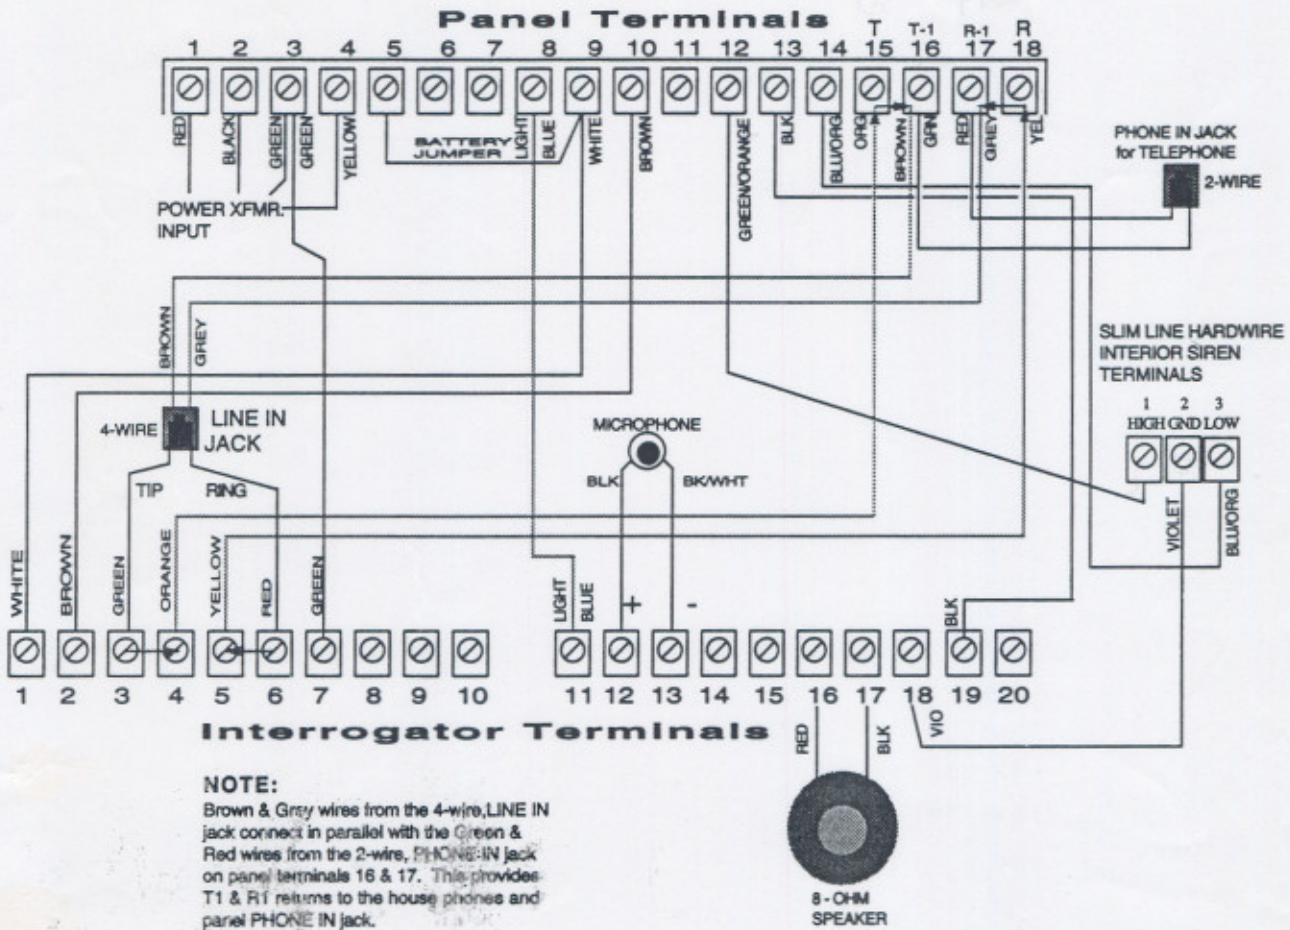 Panel Terminals
T T-1 R-1 R
1 2 3 4 5 6 7 8 9 10 11 12 13 14 15 16 17 18
RED
BLACK
GREEN
GREEN
YELLOW
BATTERY
JUMPER
LIGHT
BLUE
WHITE
BROWN
GREEN/ORANGE
BLK
BLU/ORG
ORG
BROWN
GRN
RED
GREY
YEL
PHONE IN JACK
for TELEPHONE
2-WIRE
POWER XFMR.
INPUT
BROWN
GREY
SLIM LINE HARDWIRE
INTERIOR SIREN
TERMINALS
1 2 3
HIGH GND LOW
4-WIRE
LINE IN
JACK
MICROPHONE
BLK
BK/WHT
TIP
RING
VIOLET
BLU/ORG
WHITE
BROWN
GREEN
ORANGE
YELLOW
RED
GREEN
LIGHT
BLUE
+
-
BLK
1 2 3 4 5 6 7 8 9 10 11 12 13 14 15 16 17 18 19 20
Interrogator Terminals
RED
BLK
VIO
NOTE:
Brown & Grey wires from the 4-wire,LINE IN
jack connect in parallel with the Green &
Red wires from the 2-wire, PHONE-IN jack
on panel terminals 16 & 17. This provides
T1 & R1 returns to the house phones and
panel PHONE IN jack.
8 - OHM
SPEAKER